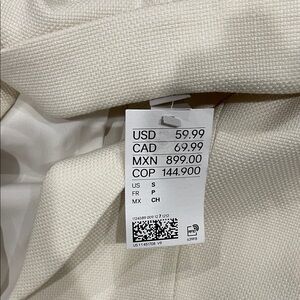 USD 59.99
CAD 69.99
MXN 899.00
COP 144.900
US S
FR P
MX CH